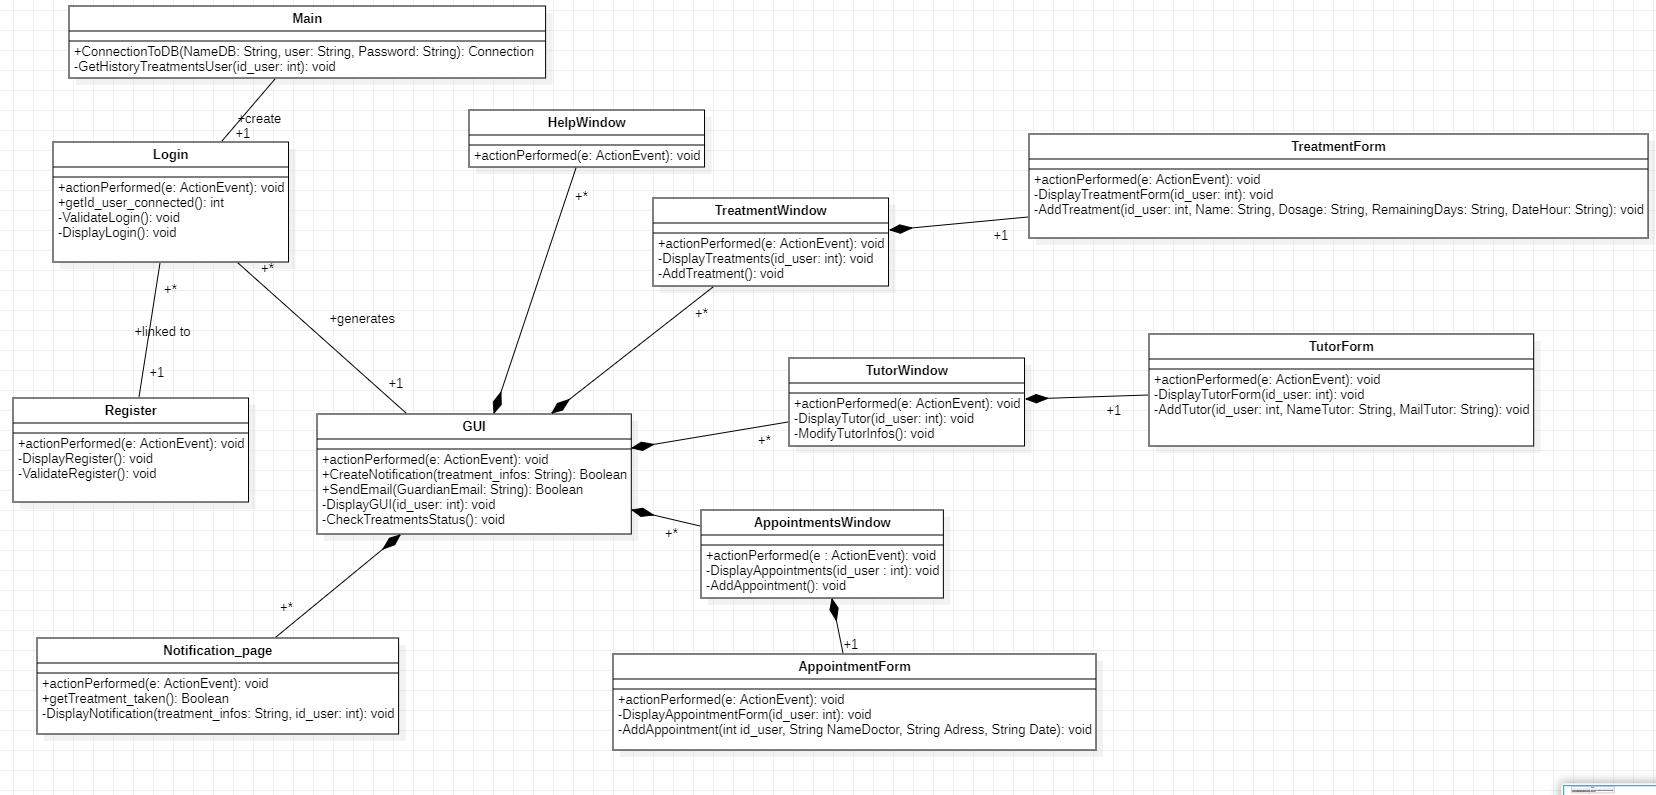 Main
+ConnectionToDB(NameDB: String, user: String, Password: String): Connection
-GetHistoryTreatmentsUser(id_user: int): void
+create
+1
Login
+actionPerformed(e: ActionEvent): void
+getId_user_connected(): int
-ValidateLogin(): void
-DisplayLogin(): void
+*
+linked to
+1
+*
+generates
+1
Register
+actionPerformed(e: ActionEvent): void
-DisplayRegister(): void
-ValidateRegister(): void
HelpWindow
+actionPerformed(e: ActionEvent): void
+*
TreatmentWindow
+actionPerformed(e: ActionEvent): void
-DisplayTreatments(id_user: int): void
-AddTreatment(): void
+*
+1
TreatmentForm
+actionPerformed(e: ActionEvent): void
-DisplayTreatmentForm(id_user: int): void
-AddTreatment(id_user: int, Name: String, Dosage: String, RemainingDays: String, DateHour: String): void
TutorWindow
+actionPerformed(e: ActionEvent): void
-DisplayTutor(id_user: int): void
-ModifyTutorInfos(): void
+*
+1
TutorForm
+actionPerformed(e: ActionEvent): void
-DisplayTutorForm(id_user: int): void
-AddTutor(id_user: int, NameTutor: String, MailTutor: String): void
GUI
+actionPerformed(e: ActionEvent): void
+CreateNotification(treatment_infos: String): Boolean
+SendEmail(GuardianEmail: String): Boolean
-DisplayGUI(id_user: int): void
-CheckTreatmentsStatus(): void
+*
AppointmentsWindow
+actionPerformed(e : ActionEvent): void
-DisplayAppointments(id_user : int): void
-AddAppointment(): void
+1
+*
Notification_page
+actionPerformed(e: ActionEvent): void
+getTreatment_taken(): Boolean
-DisplayNotification(treatment_infos: String, id_user: int): void
AppointmentForm
+actionPerformed(e: ActionEvent): void
-DisplayAppointmentForm(id_user: int): void
-AddAppointment(int id_user, String NameDoctor, String Adress, String Date): void